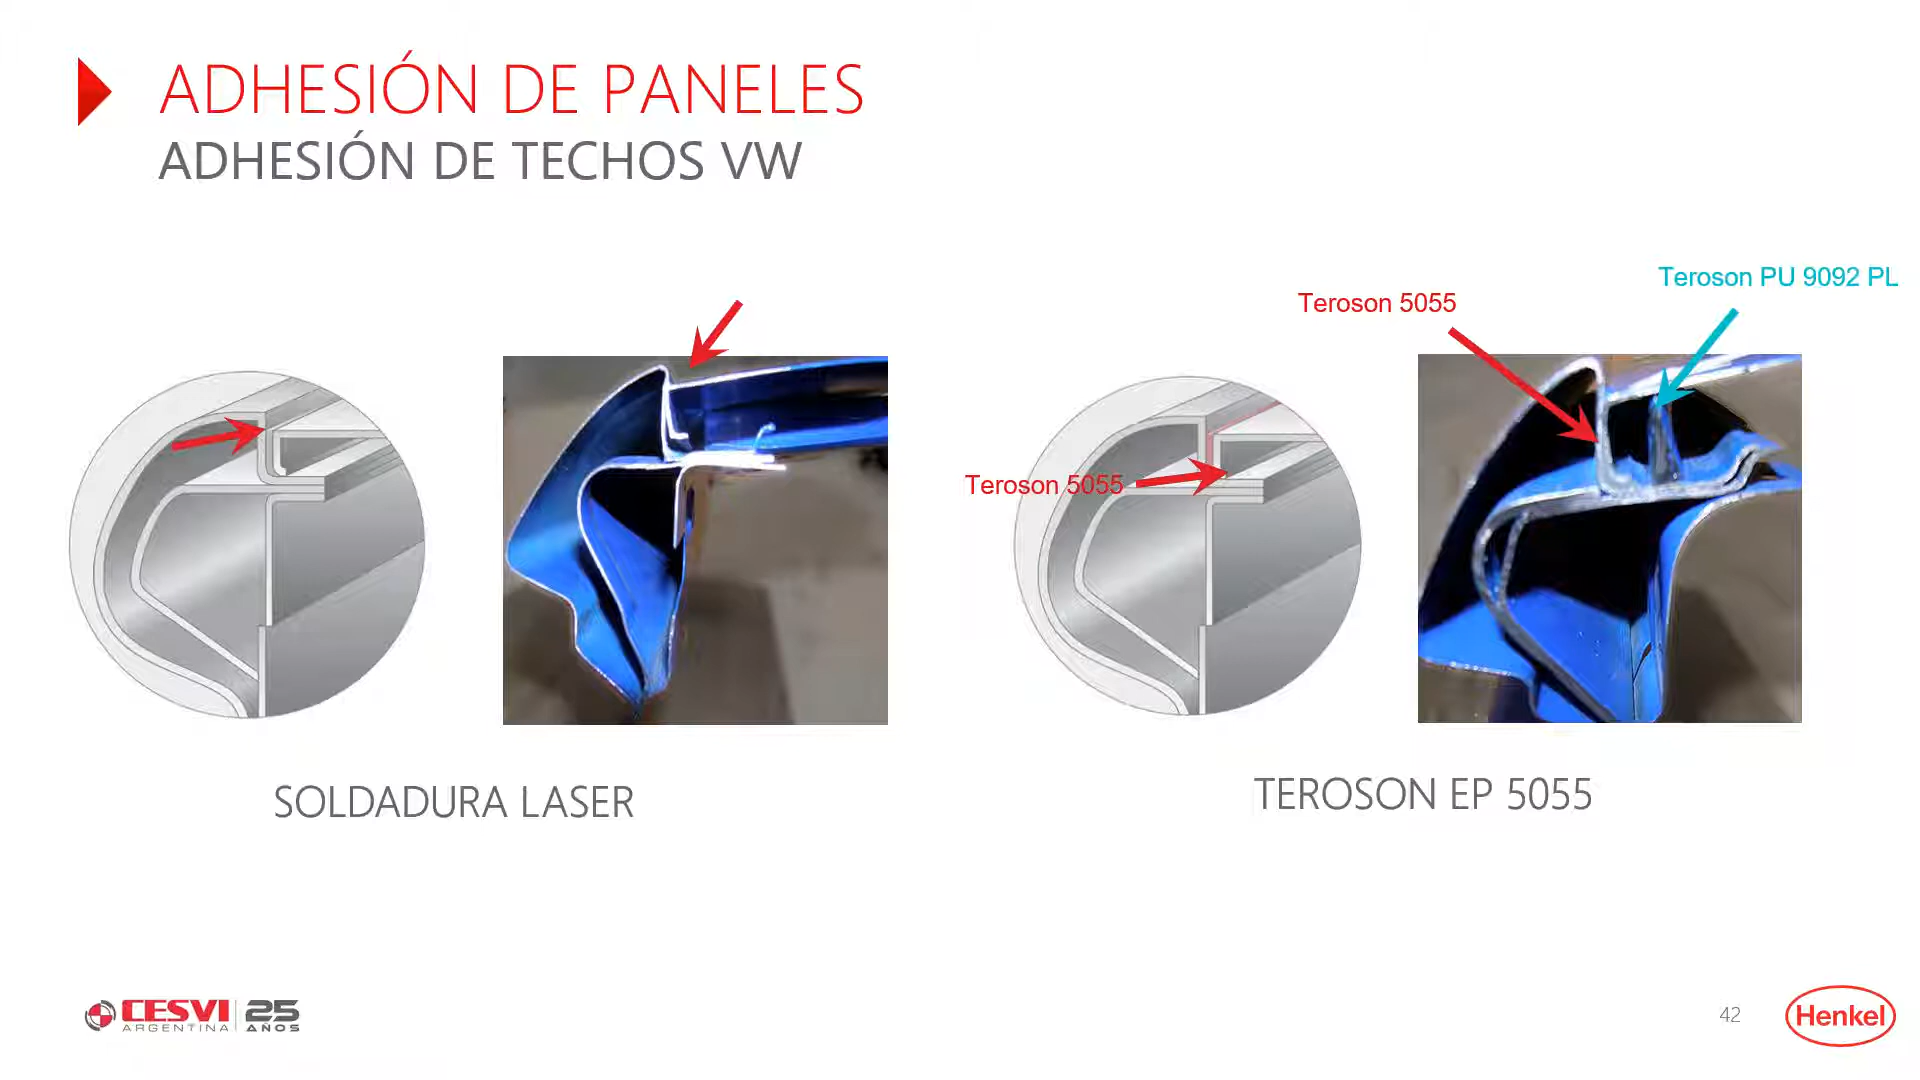 ADHESIÓN DE PANELES
ADHESIÓN DE TECHOS VW
Teroson PU 9092 PL
Teroson 5055
Teroson 5055
SOLDADURA LASER
TEROSON EP 5055
CESVI
ARGENTINA
25
AÑOS
42
Henkel